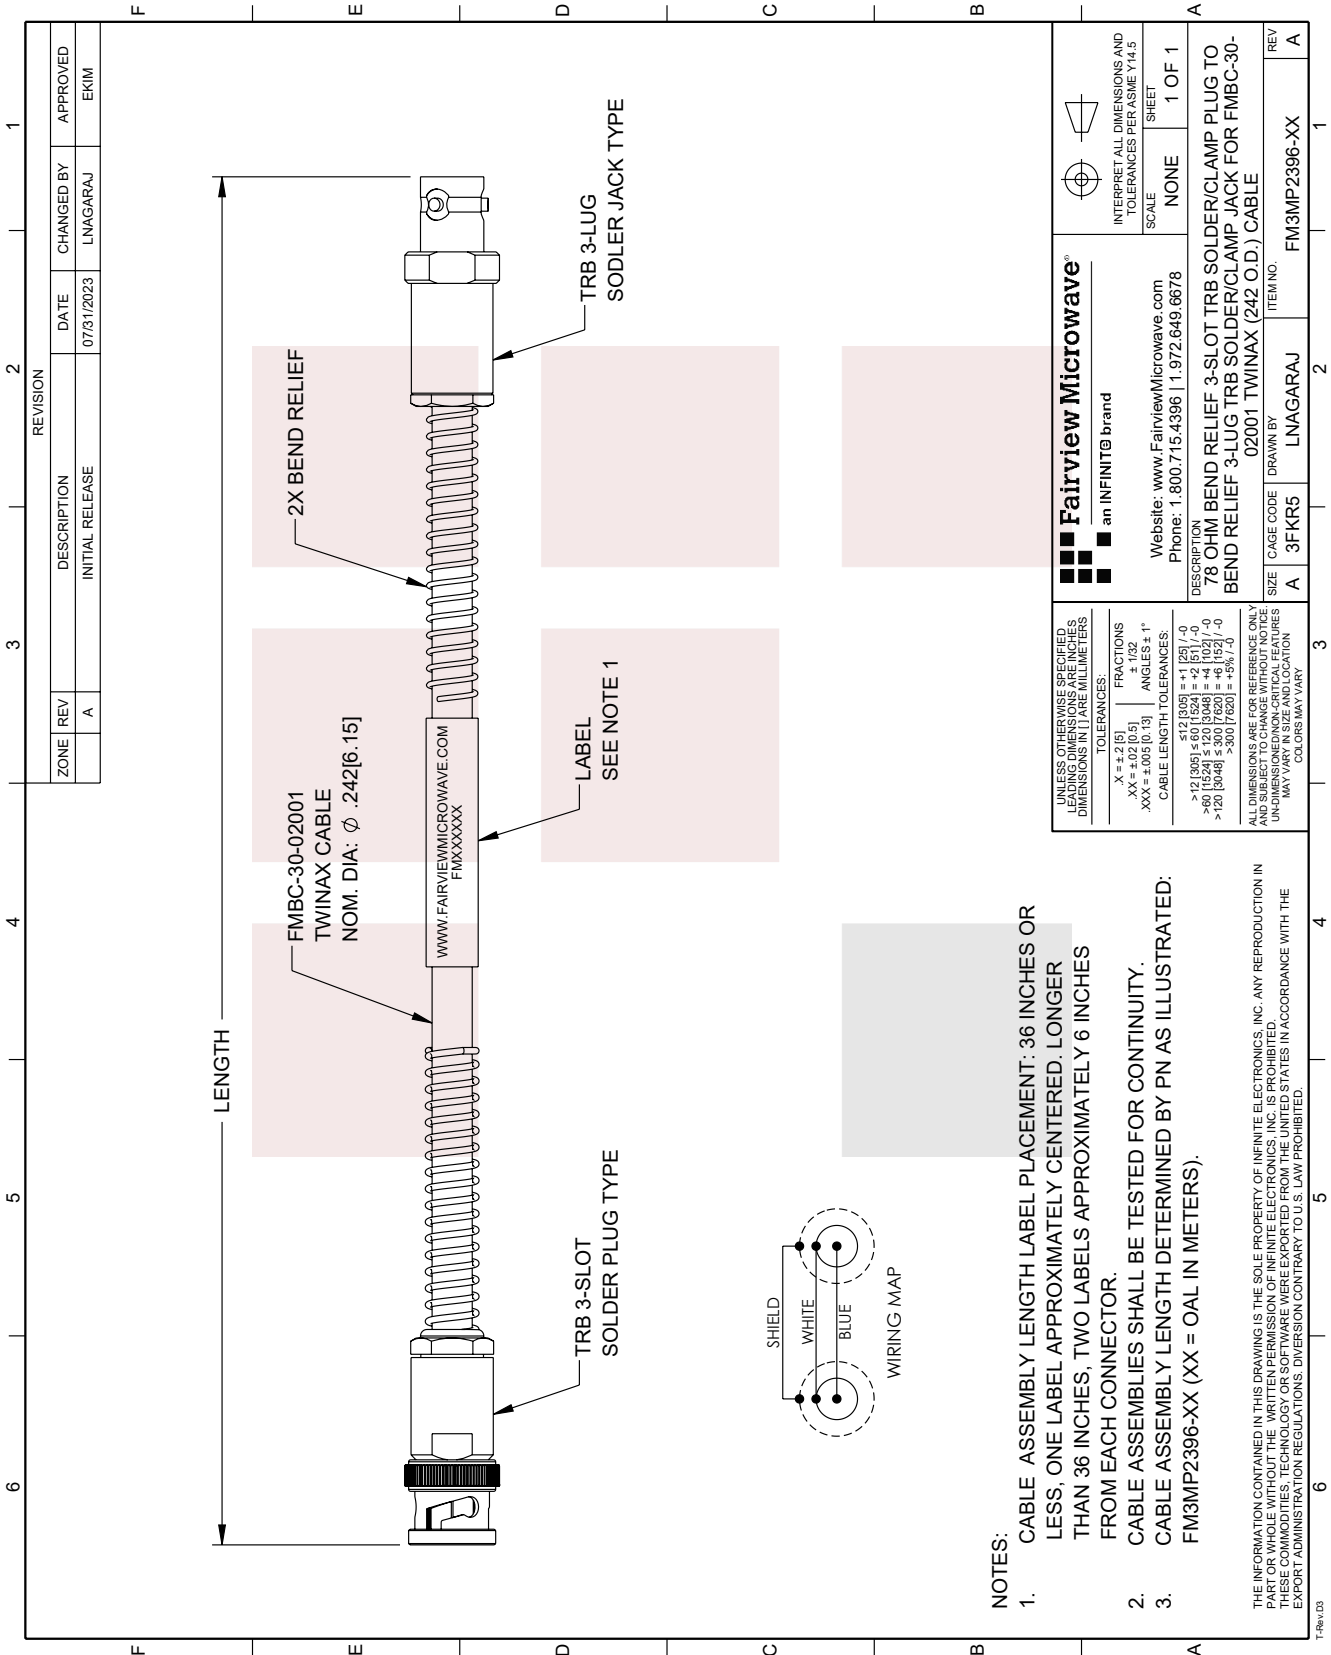 REVISION
ZONE REV DESCRIPTION DATE CHANGED BY APPROVED
A INITIAL RELEASE 07/31/2023 LNAGARAJ EKIM
6 5 4 3 2 1
F
E
D
C
B
A
F
E
D
C
B
A
LENGTH
FMBC-30-02001
TWINAX CABLE
NOM. DIA: Ø .242[6.15]
2X BEND RELIEF
WWW.FAIRVIEWMICROWAVE.COM
FMXXXXXX
TRB 3-SLOT
SOLDER PLUG TYPE
LABEL
SEE NOTE 1
TRB 3-LUG
SODLER JACK TYPE
SHIELD
WHITE
BLUE
WIRING MAP
NOTES:
1. CABLE ASSEMBLY LENGTH LABEL PLACEMENT: 36 INCHES OR
LESS, ONE LABEL APPROXIMATELY CENTERED. LONGER
THAN 36 INCHES, TWO LABELS APPROXIMATELY 6 INCHES
FROM EACH CONNECTOR.
2. CABLE ASSEMBLIES SHALL BE TESTED FOR CONTINUITY.
3. CABLE ASSEMBLY LENGTH DETERMINED BY PN AS ILLUSTRATED:
FM3MP2396-XX (XX = OAL IN METERS).
THE INFORMATION CONTAINED IN THIS DRAWING IS THE SOLE PROPERTY OF INFINITE ELECTRONICS, INC. ANY REPRODUCTION IN
PART OR WHOLE WITHOUT THE WRITTEN PERMISSION OF INFINITE ELECTRONICS, INC. IS PROHIBITED.
THESE COMMODITIES, TECHNOLOGY OR SOFTWARE WERE EXPORTED FROM THE UNITED STATES IN ACCORDANCE WITH THE
EXPORT ADMINISTRATION REGULATIONS. DIVERSION CONTRARY TO U.S. LAW PROHIBITED.
UNLESS OTHERWISE SPECIFIED
LEADING DIMENSIONS ARE INCHES
DIMENSIONS IN [ ] ARE MILLIMETERS
TOLERANCES:
.X = ±.2 [5]
.XX = ±.02 [0.5]
.XXX = ±.005 [0.13]
FRACTIONS
± 1/32
ANGLES ± 1°
CABLE LENGTH TOLERANCES:
≤12 [305] = +1 [25] / -0
>12 [305] ≤ 60 [1524] = +2 [51] / -0
>60 [1524] ≤ 120 [3048] = +4 [102] / -0
>120 [3048] ≤ 300 [7620] = +6 [152] / -0
>300 [7620] = +5% / -0
ALL DIMENSIONS ARE FOR REFERENCE ONLY
AND SUBJECT TO CHANGE WITHOUT NOTICE.
UN-DIMENSIONED/NON-CRITICAL FEATURES
MAY VARY IN SIZE AND LOCATION
COLORS MAY VARY
Fairview Microwave®
an INFINITE brand
Website: www.FairviewMicrowave.com
Phone: 1.800.715.4396 | 1.972.649.6678
INTERPRET ALL DIMENSIONS AND
TOLERANCES PER ASME Y14.5
SCALE NONE
SHEET 1 OF 1
DESCRIPTION
78 OHM BEND RELIEF 3-SLOT TRB SOLDER/CLAMP PLUG TO
BEND RELIEF 3-LUG TRB SOLDER/CLAMP JACK FOR FMBC-30-
02001 TWINAX (242 O.D.) CABLE
SIZE A
CAGE CODE 3FKR5
DRAWN BY LNAGARAJ
ITEM NO. FM3MP2396-XX
REV A
6 5 4 3 2 1
T-Rev.D3